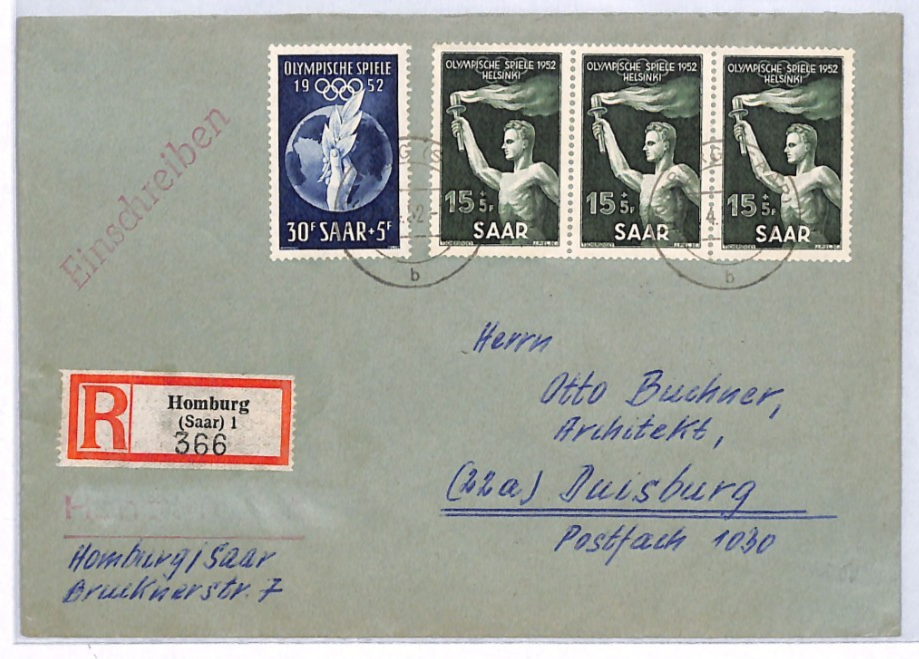 OLYMPISCHE SPIELE
1952
30F SAAR+5F
OLYMPISCHE SPIELE 1952
HELSINKI
15+5F
SAAR
OLYMPISCHE SPIELE 1952
HELSINKI
15+5F
SAAR
OLYMPISCHE SPIELE 1952
HELSINKI
15+5F
SAAR
b
b
Einschreiben
Herrn
Otto Buchner,
Architekt,
(22a) Duisburg
Postfach 1030
R
Homburg
(Saar) 1
366
Homburg/Saar
Brucknerstr. 7